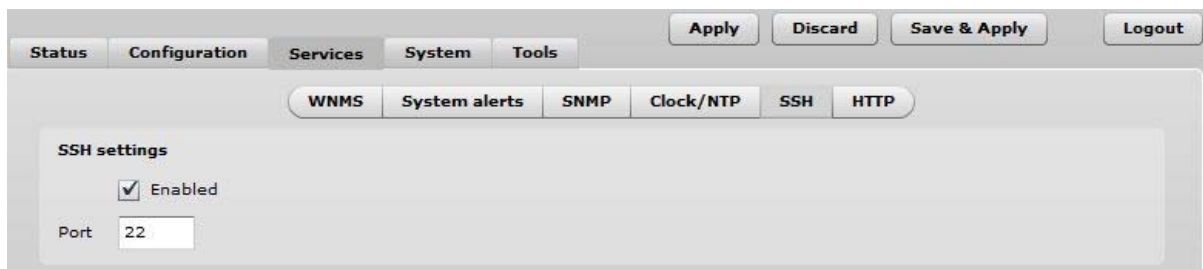 Apply Discard Save & Apply Logout
Status Configuration Services System Tools
WNMS System alerts SNMP Clock/NTP SSH HTTP
SSH settings
Enabled
Port 22